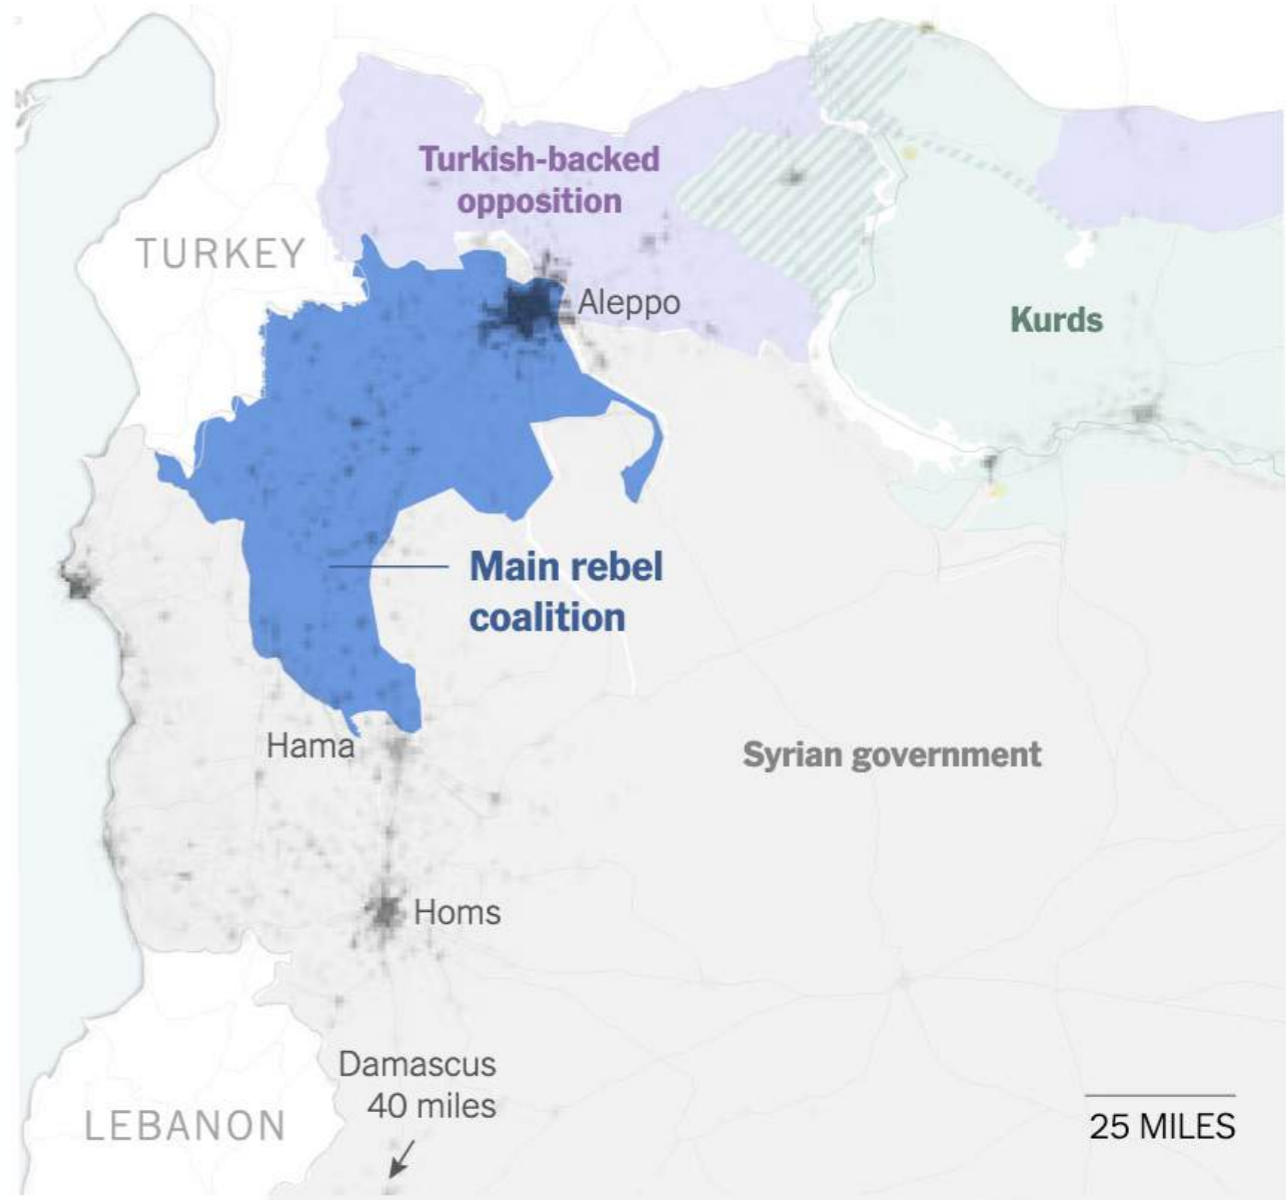 Turkish-backed
opposition
TURKEY
Aleppo
Kurds
Main rebel
coalition
Hama
Syrian government
Homs
Damascus
40 miles
LEBANON
25 MILES